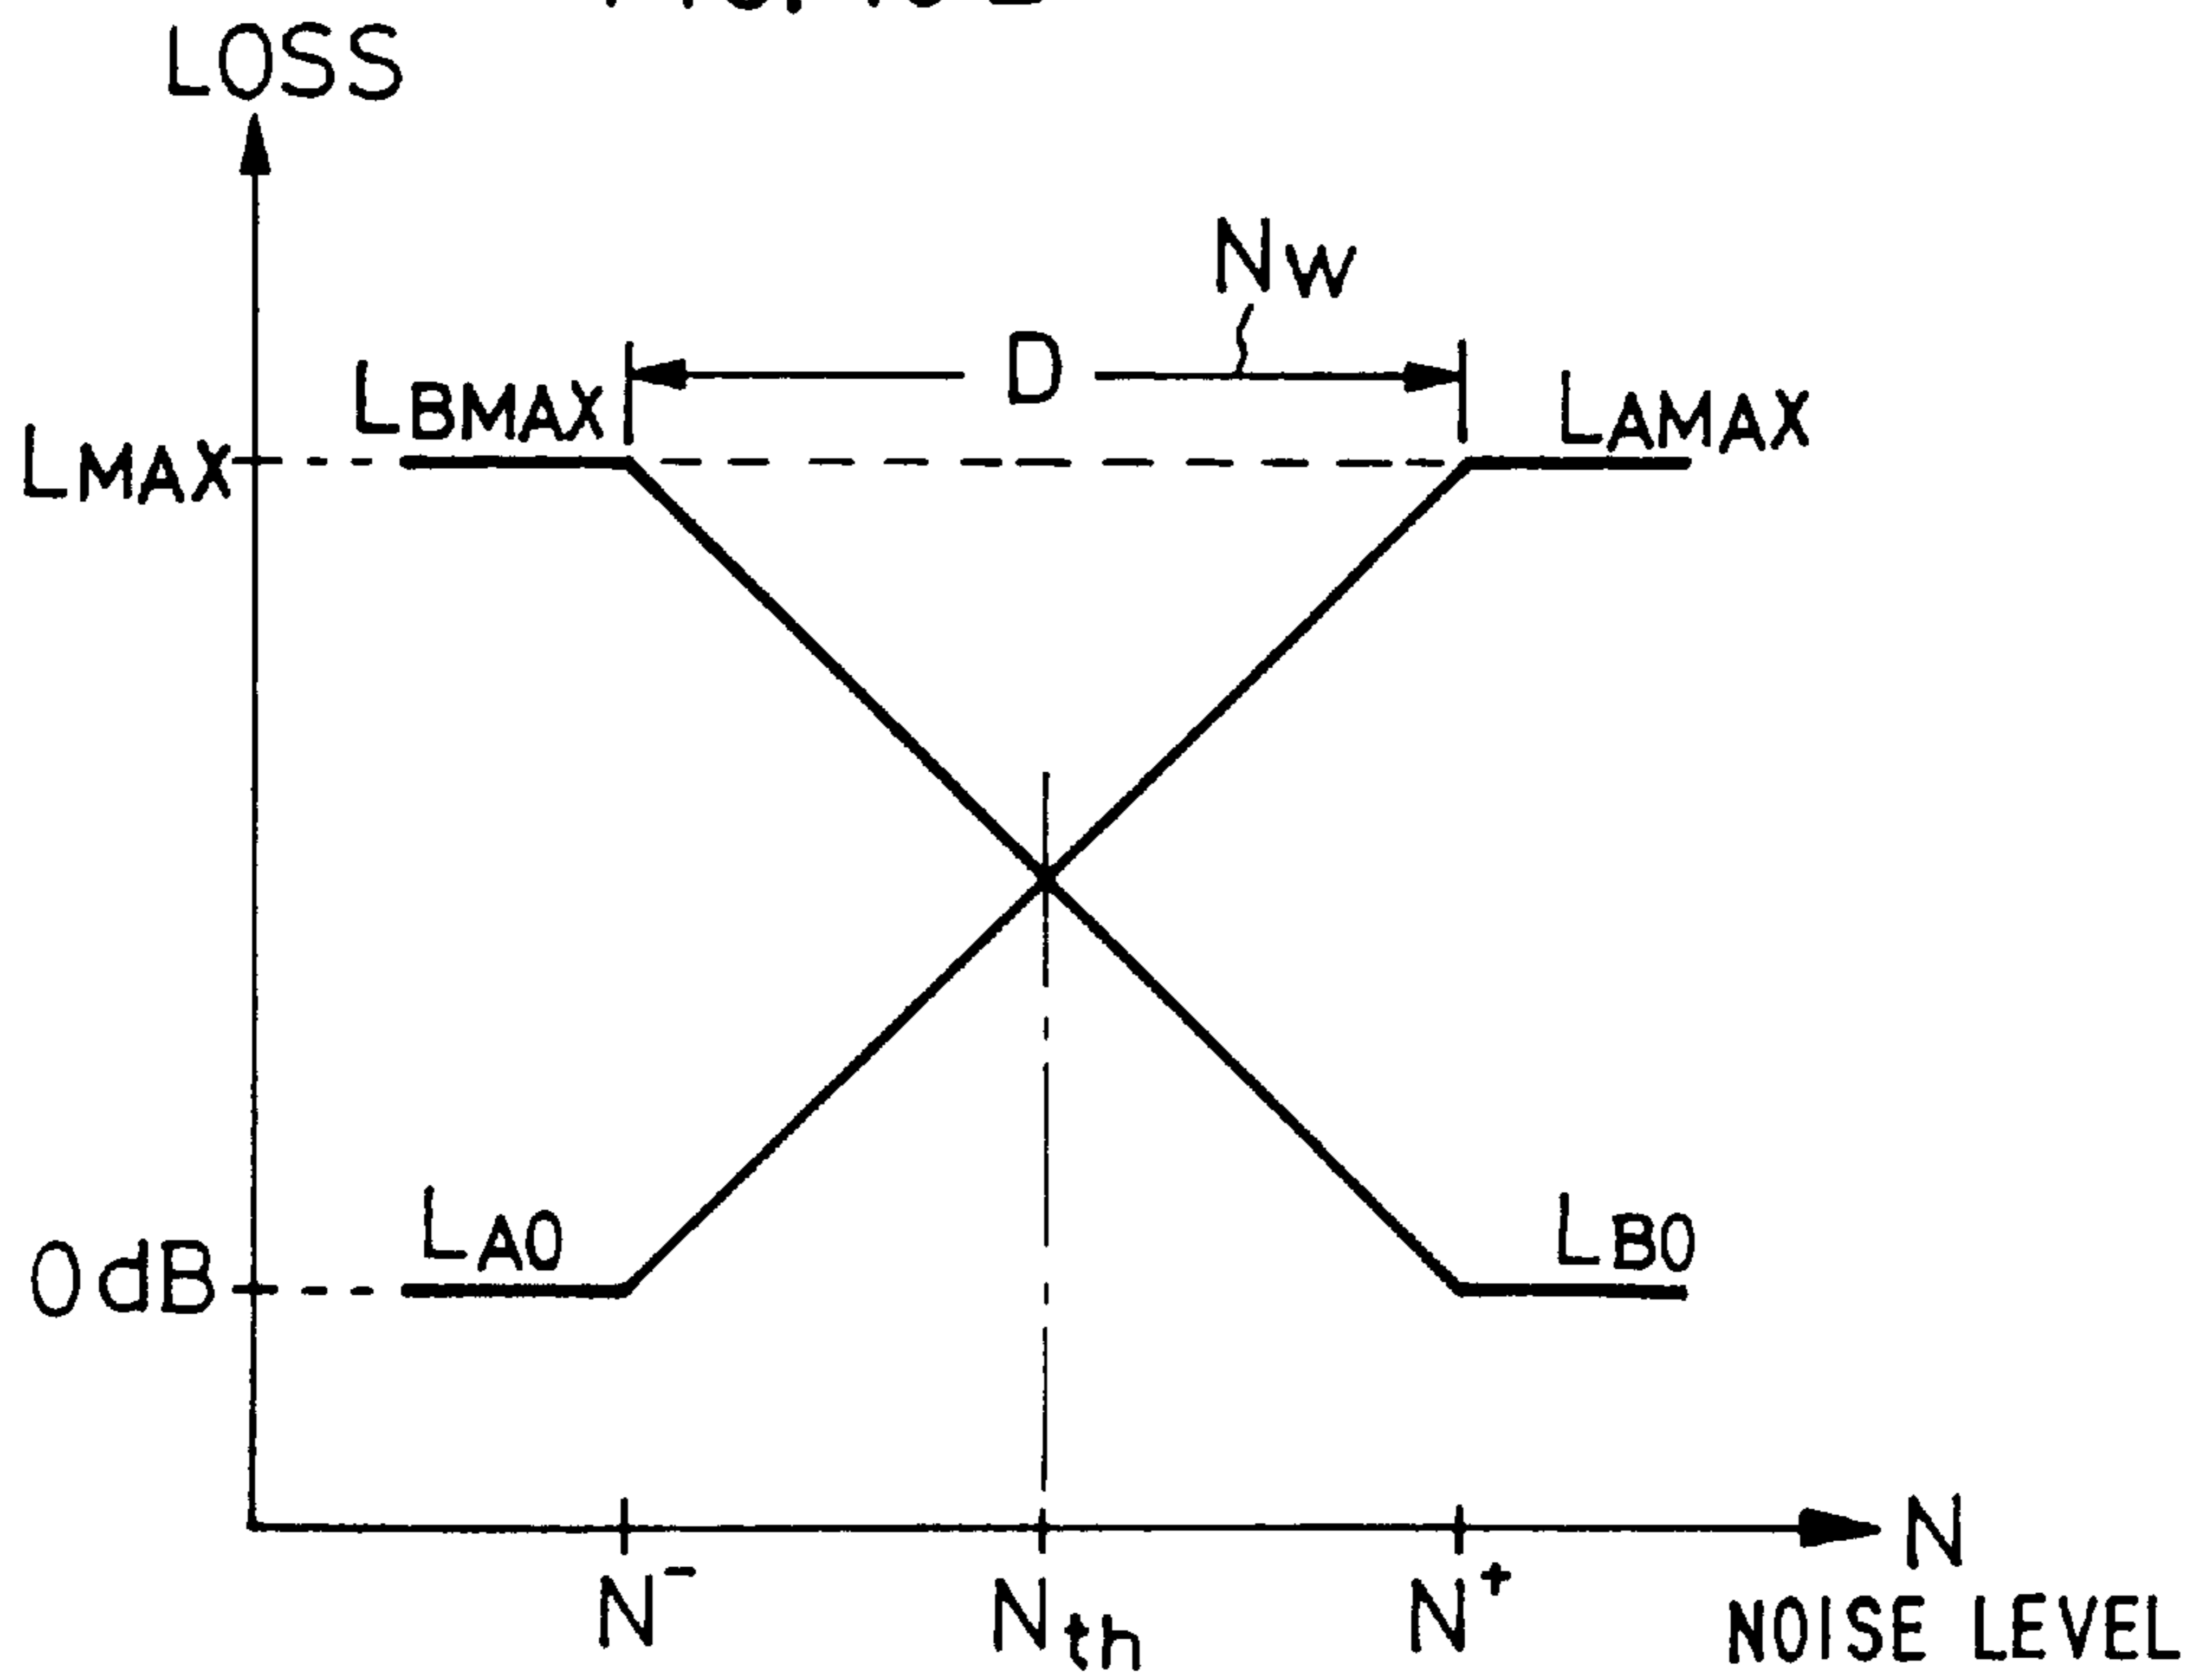 LOSS
NW
D
LBMAX
LAMAX
LMAX
LA0
LB0
0dB
N
N⁻
Nth
N⁺
NOISE LEVEL